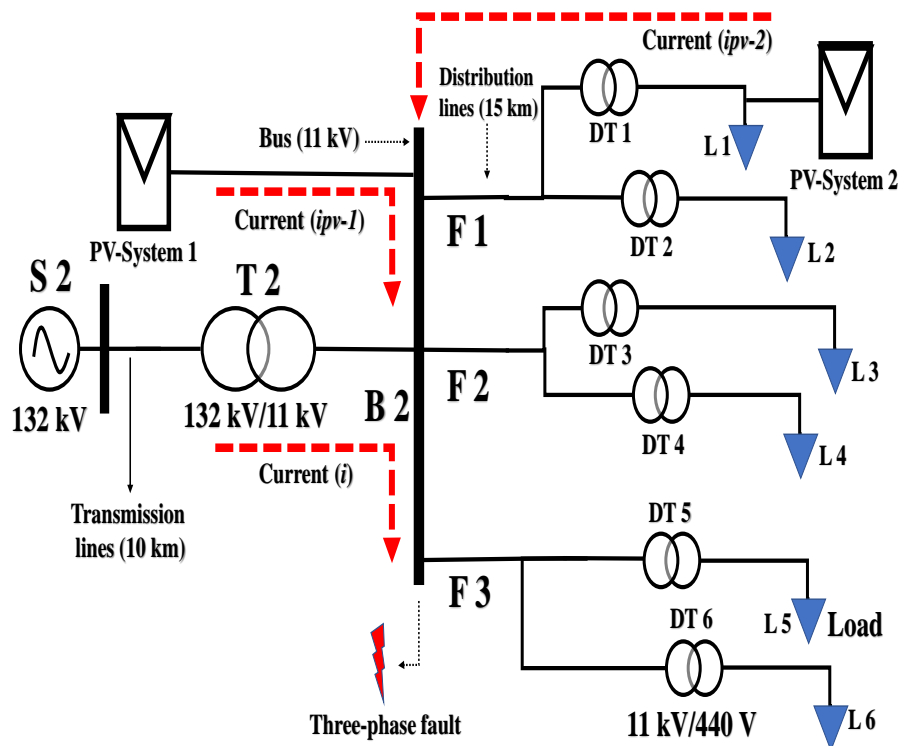 Current (ipv-2)
Distribution
lines (15 km)
DT 1
L 1
PV-System 2
Bus (11 kV)
PV-System 1
Current (ipv-1)
F 1
DT 2
L 2
S 2
T 2
132 kV
132 kV/11 kV
B 2
F 2
DT 3
L 3
DT 4
L 4
Current (i)
Transmission
lines (10 km)
F 3
DT 5
L 5
Load
DT 6
L 6
11 kV/440 V
Three-phase fault